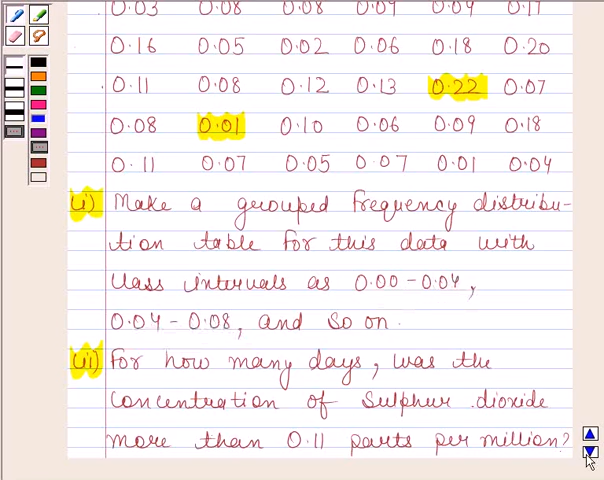 0.03 0.08 0.08 0.09 0.04 0.17
0.16 0.05 0.02 0.06 0.18 0.20
0.11 0.08 0.12 0.13 0.22 0.07
0.08 0.01 0.10 0.06 0.09 0.18
0.11 0.07 0.05 0.07 0.01 0.04
(i) Make a grouped frequency distribu-
tion table for this data with
class intervals as 0.00-0.04,
0.04-0.08, and so on.
(ii) For how many days, was the
concentration of Sulphur dioxide
more than 0.11 parts per million?